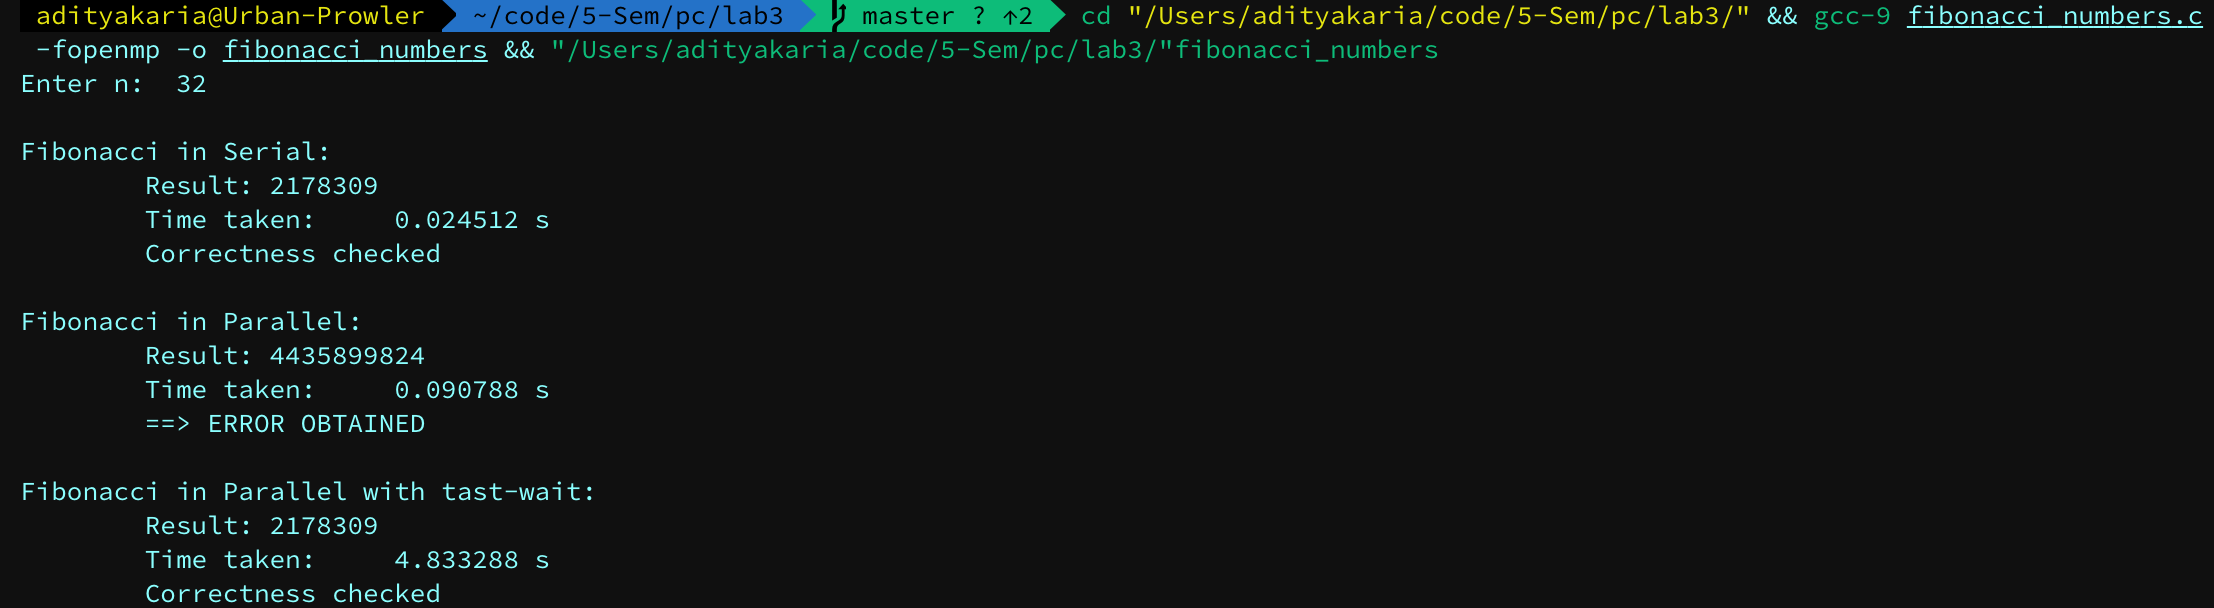 adityakaria@Urban-Prowler ~/code/5-Sem/pc/lab3 master ? ↑2 cd "/Users/adityakaria/code/5-Sem/pc/lab3/" && gcc-9 fibonacci_numbers.c
-fopenmp -o fibonacci_numbers && "/Users/adityakaria/code/5-Sem/pc/lab3/"fibonacci_numbers
Enter n:  32
Fibonacci in Serial:
Result: 2178309
Time taken:     0.024512 s
Correctness checked
Fibonacci in Parallel:
Result: 4435899824
Time taken:     0.090788 s
==> ERROR OBTAINED
Fibonacci in Parallel with tast-wait:
Result: 2178309
Time taken:     4.833288 s
Correctness checked